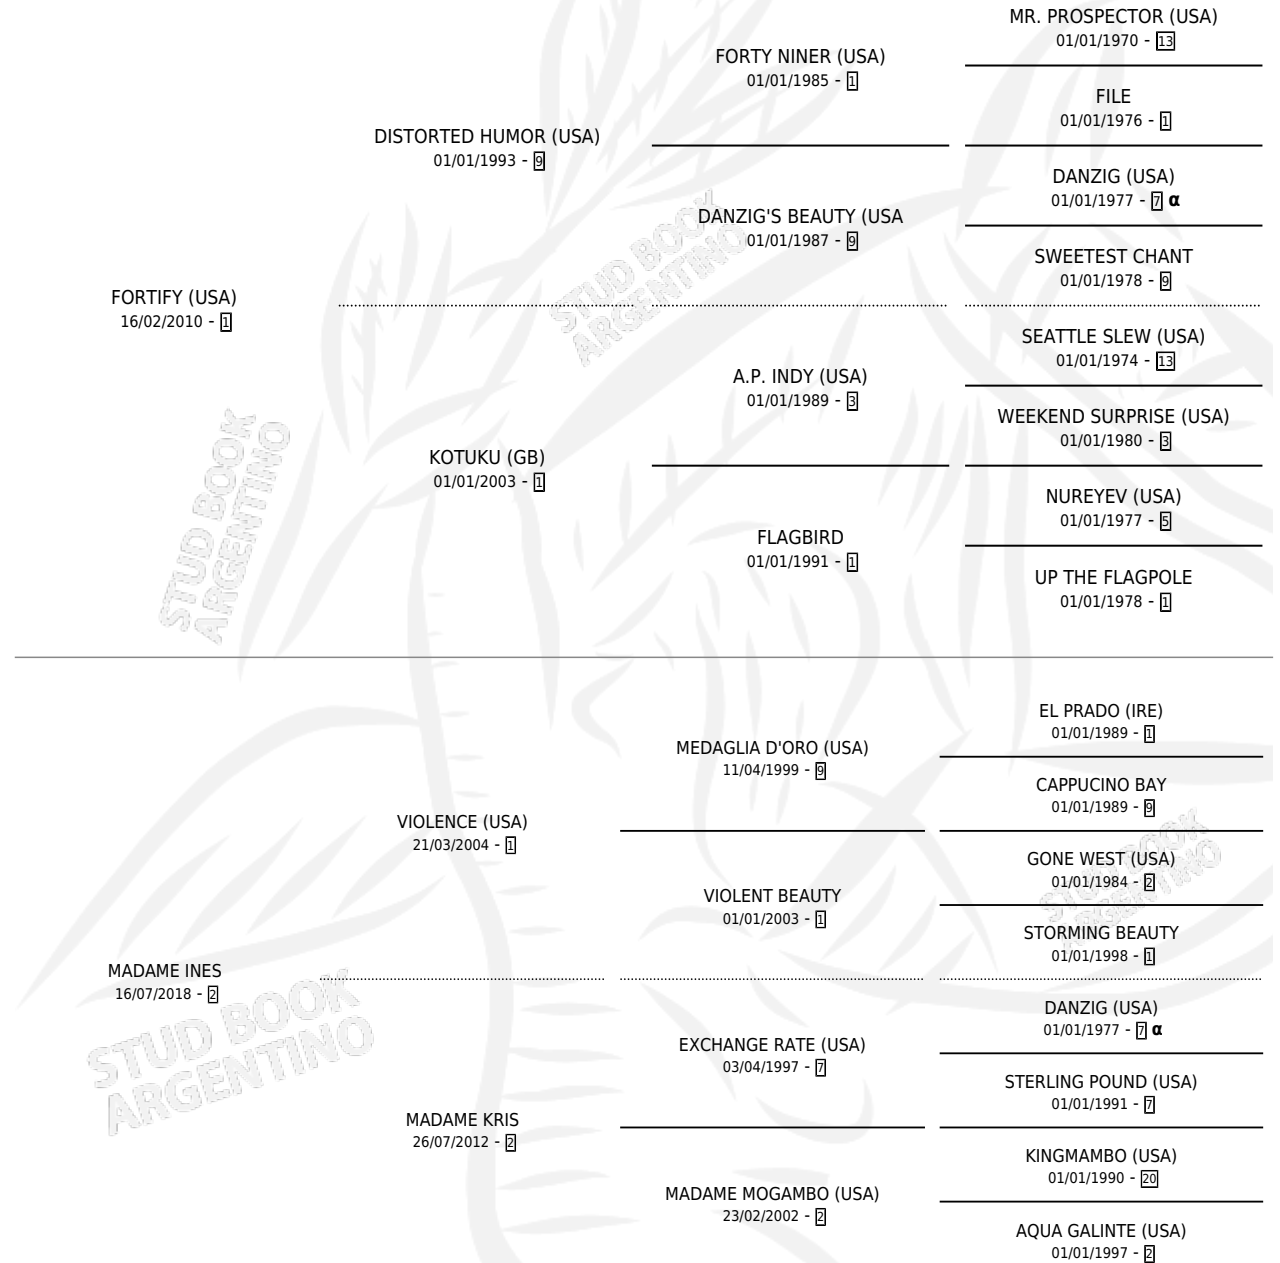 MR. PROSPECTOR (USA)
01/01/1970 - 13
FORTY NINER (USA)
01/01/1985 - 1
FILE
01/01/1976 - 1
DISTORTED HUMOR (USA)
01/01/1993 - 9
DANZIG (USA)
01/01/1977 - 7 α
DANZIG'S BEAUTY (USA
01/01/1987 - 9
SWEETEST CHANT
01/01/1978 - 9
FORTIFY (USA)
16/02/2010 - 1
SEATTLE SLEW (USA)
01/01/1974 - 13
A.P. INDY (USA)
01/01/1989 - 3
WEEKEND SURPRISE (USA)
01/01/1980 - 3
KOTUKU (GB)
01/01/2003 - 1
NUREYEV (USA)
01/01/1977 - 5
FLAGBIRD
01/01/1991 - 1
UP THE FLAGPOLE
01/01/1978 - 1
EL PRADO (IRE)
01/01/1989 - 1
MEDAGLIA D'ORO (USA)
11/04/1999 - 9
CAPPUCINO BAY
01/01/1989 - 9
VIOLENCE (USA)
21/03/2004 - 1
GONE WEST (USA)
01/01/1984 - 2
VIOLENT BEAUTY
01/01/2003 - 1
STORMING BEAUTY
01/01/1998 - 1
MADAME INES
16/07/2018 - 2
DANZIG (USA)
01/01/1977 - 7 α
EXCHANGE RATE (USA)
03/04/1997 - 7
STERLING POUND (USA)
01/01/1991 - 7
MADAME KRIS
26/07/2012 - 2
KINGMAMBO (USA)
01/01/1990 - 20
MADAME MOGAMBO (USA)
23/02/2002 - 2
AQUA GALINTE (USA)
01/01/1997 - 2
STUD BOOK
ARGENTINO
STUD BOOK
ARGENTINO
STUD BOOK
ARGENTINO
STUD BOOK
ARGENTINO